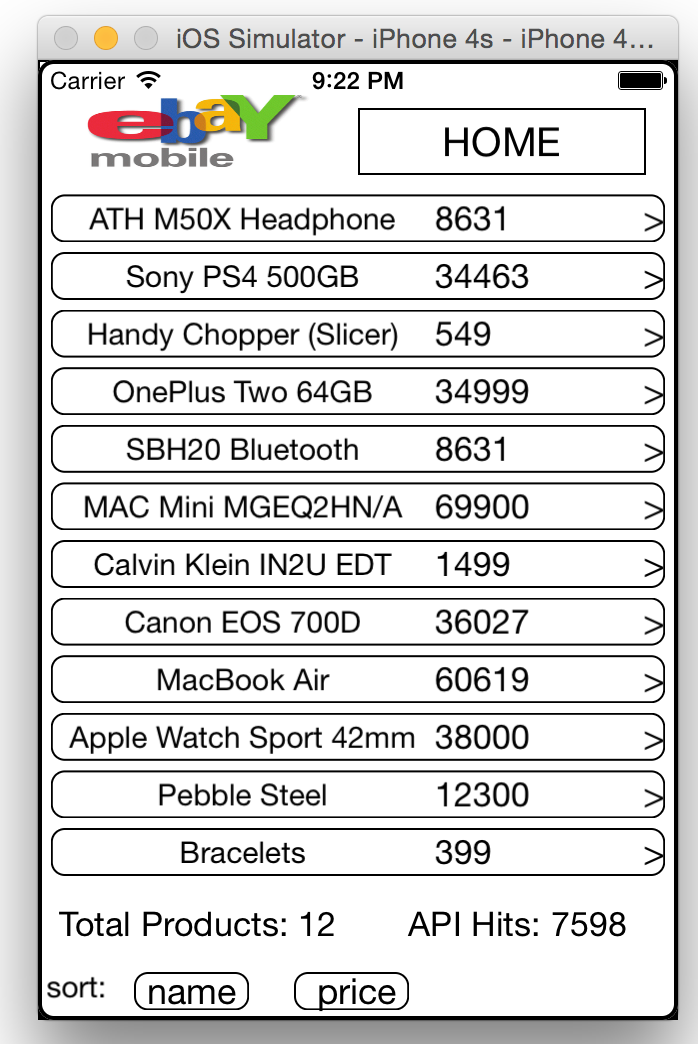 iOS Simulator - iPhone 4s - iPhone 4...
Carrier 9:22 PM
ebaY
mobile
HOME
ATH M50X Headphone 8631 >
Sony PS4 500GB 34463 >
Handy Chopper (Slicer) 549 >
OnePlus Two 64GB 34999 >
SBH20 Bluetooth 8631 >
MAC Mini MGEQ2HN/A 69900 >
Calvin Klein IN2U EDT 1499 >
Canon EOS 700D 36027 >
MacBook Air 60619 >
Apple Watch Sport 42mm 38000 >
Pebble Steel 12300 >
Bracelets 399 >
Total Products: 12 API Hits: 7598
sort: name price